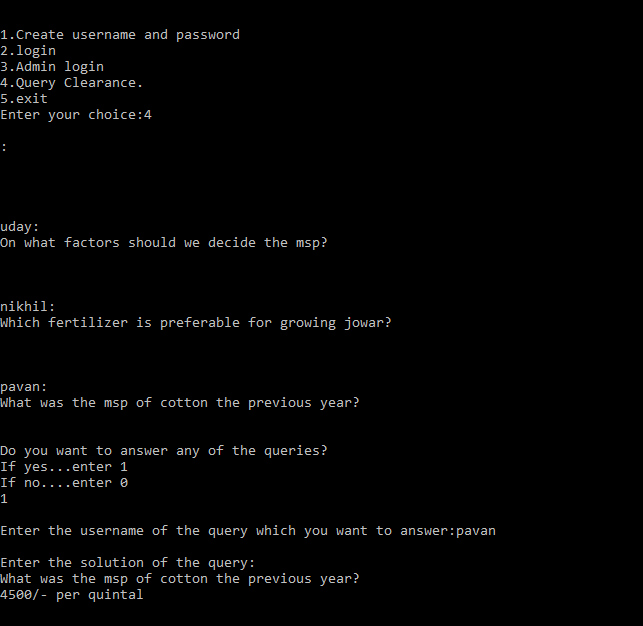 1.Create username and password
2.login
3.Admin login
4.Query Clearance.
5.exit
Enter your choice:4
:
uday:
On what factors should we decide the msp?
nikhil:
Which fertilizer is preferable for growing jowar?
pavan:
What was the msp of cotton the previous year?
Do you want to answer any of the queries?
If yes...enter 1
If no....enter 0
1
Enter the username of the query which you want to answer:pavan
Enter the solution of the query:
What was the msp of cotton the previous year?
4500/- per quintal